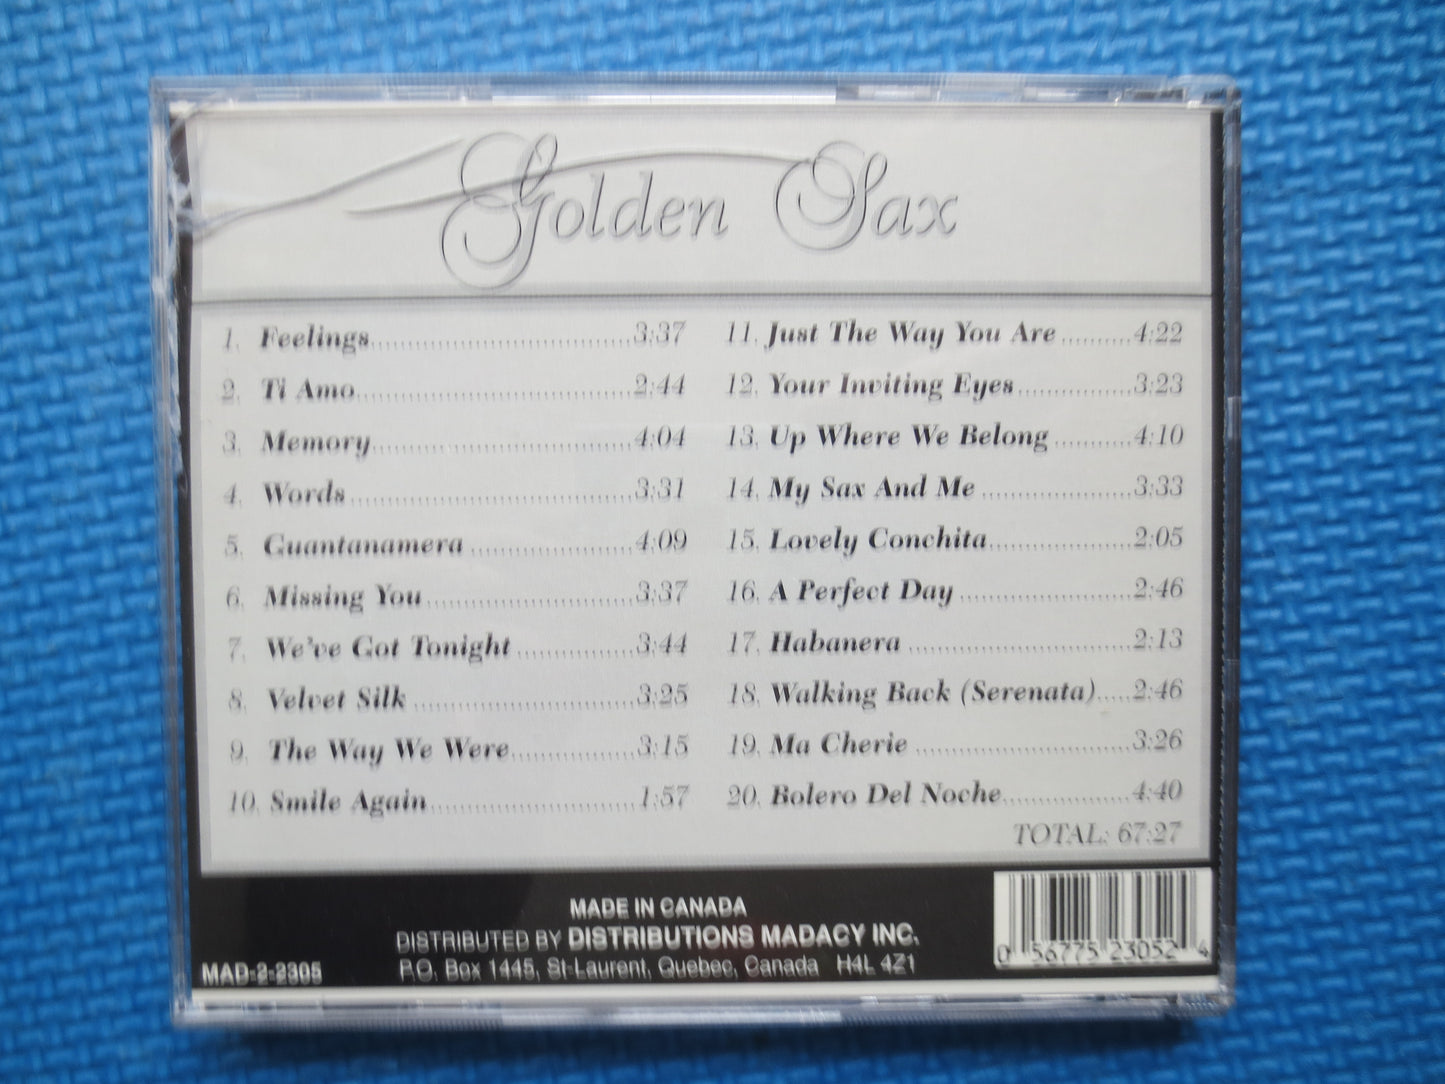 Golden Sax
1. Feelings..............................3:37
2. Ti Amo..............................2:44
3. Memory..............................4:04
4. Words..............................3:31
5. Guantanamera....................4:09
6. Missing You.........................3:37
7. We've Got Tonight..............3:44
8. Velvet Silk..........................3:25
9. The Way We Were..............3:15
10. Smile Again.......................1:57
11. Just The Way You Are..........4:22
12. Your Inviting Eyes..............3:23
13. Up Where We Belong..........4:10
14. My Sax And Me..................3:33
15. Lovely Conchita..................2:05
16. A Perfect Day....................2:46
17. Habanera..........................2:13
18. Walking Back (Serenata).....2:46
19. Ma Cherie.........................3:26
20. Bolero Del Noche................4:40
TOTAL: 67:27
MADE IN CANADA
DISTRIBUTED BY DISTRIBUTIONS MADACY INC.
P.O. Box 1445, St-Laurent, Quebec, Canada H4L 4Z1
MAD-2-2305
0 56775 23052 4